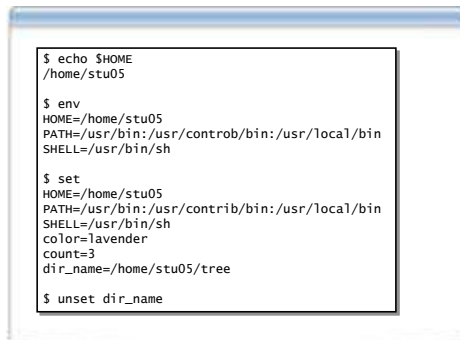 $ echo $HOME
/home/stu05
$ env
HOME=/home/stu05
PATH=/usr/bin:/usr/controb/bin:/usr/local/bin
SHELL=/usr/bin/sh
$ set
HOME=/home/stu05
PATH=/usr/bin:/usr/contrib/bin:/usr/local/bin
SHELL=/usr/bin/sh
color=lavender
count=3
dir_name=/home/stu05/tree
$ unset dir_name